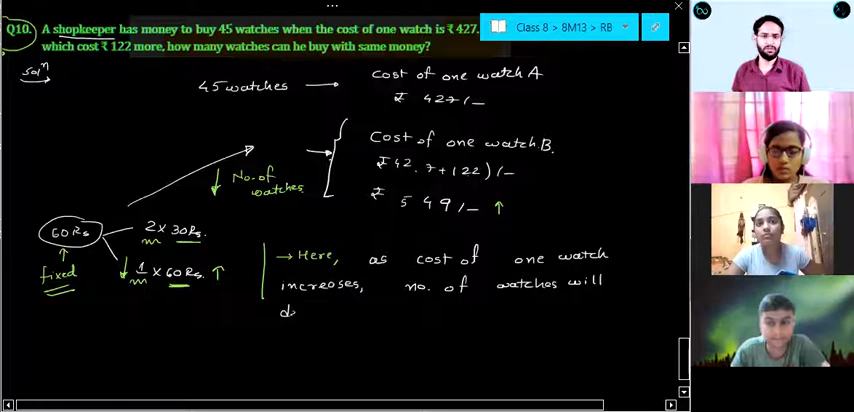 Q10. A shopkeeper has money to buy 45 watches when the cost of one watch is ₹ 427.
which cost ₹ 122 more, how many watches can he buy with same money?
Class 8 > 8M13 > RB
Solⁿ
45 watches → cost of one watch A
₹ 427/-
cost of one watch B.
₹ 42.7+122)/-
↓ No. of watches
₹ 549/- ↑
60 Rs
2 x 30 Rs.
fixed
↓ 1 x 60 Rs. ↑
m
m
→ Here, as cost of one watch
increases, no. of watches will
de